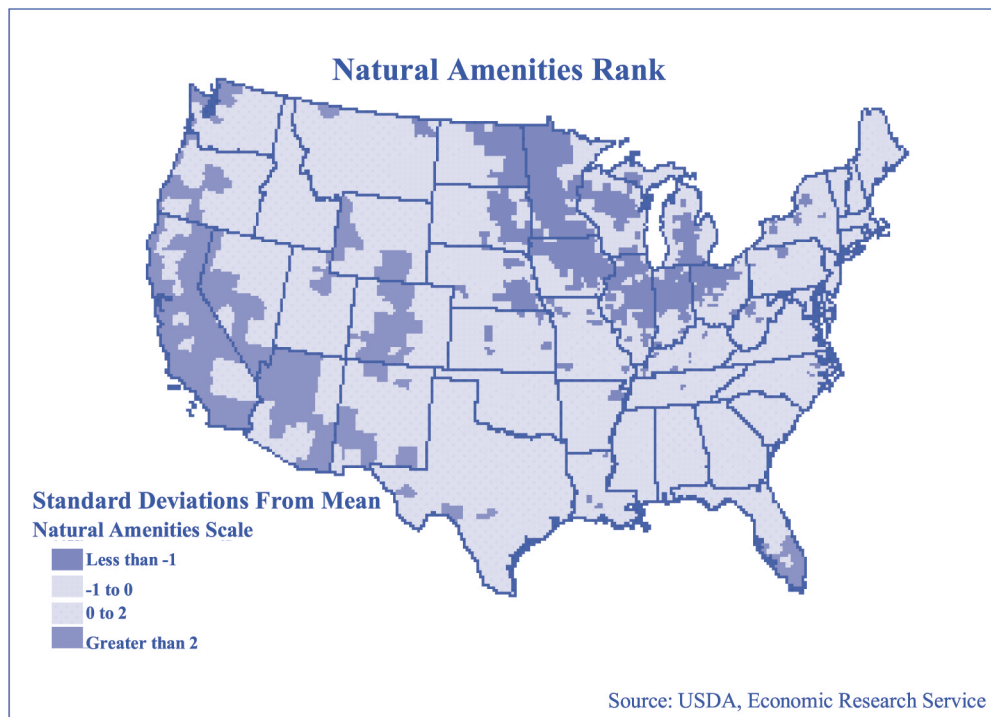 Natural Amenities Rank
Standard Deviations From Mean
Natural Amenities Scale
Less than -1
-1 to 0
0 to 2
Greater than 2
Source: USDA, Economic Research Service